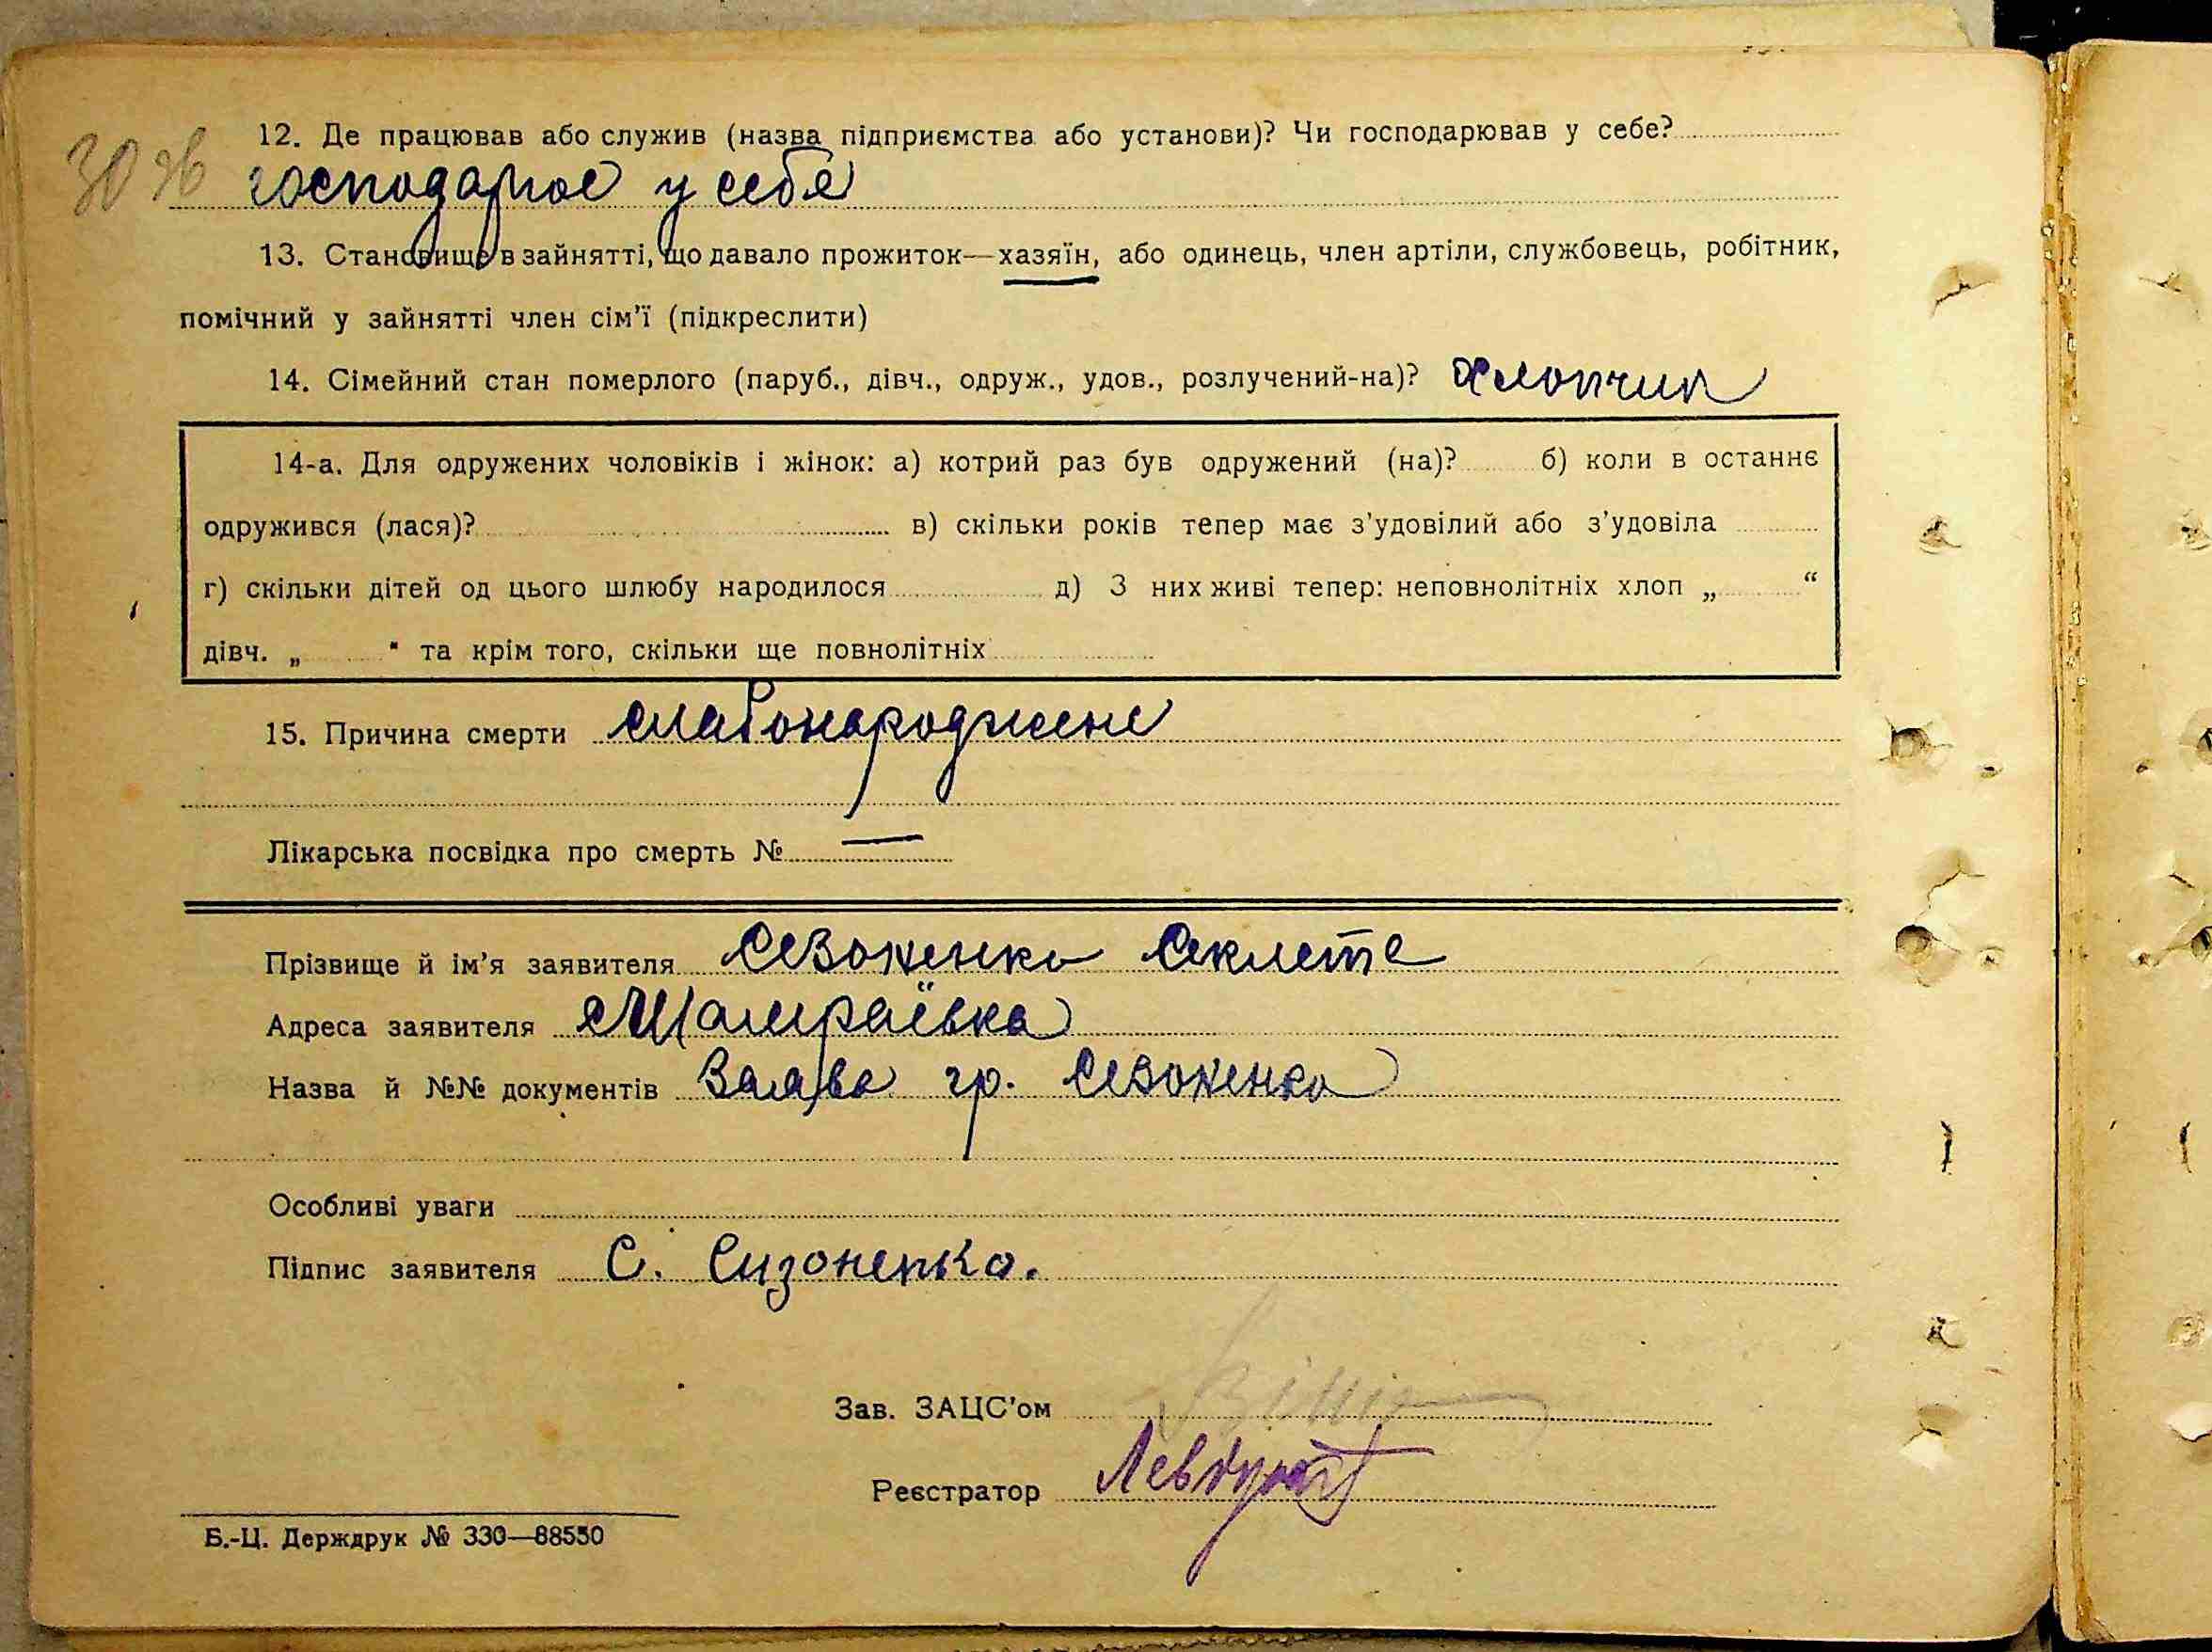 12. Де працював або служив (назва підприємства або установи)? Чи господарював у себе?
30 зв господарює у себе
13. Становище в зайнятті, що давало прожиток—хазяїн, або одинець, член артіли, службовець, робітник,
помічний у зайнятті член сім'ї (підкреслити)
14. Сімейний стан померлого (паруб., дівч., одруж., удов., розлучений-на)? Хлопчик
14-а. Для одружених чоловіків і жінок: а) котрий раз був одружений (на)? б) коли в останнє
одружився (лася)? в) скільки років тепер має з'удовілий або з'удовіла
г) скільки дітей од цього шлюбу народилося д) З них живі тепер: неповнолітніх хлоп „ “
дівч. „ “ та крім того, скільки ще повнолітніх
15. Причина смерти слабонароджене
Лікарська посвідка про смерть № —
Прізвище й ім'я заявителя Сезоненко Секлета
Адреса заявителя с Шамраївка
Назва й №№ документів Заява гр. Сезоненко
Особливі уваги
Підпис заявителя С. Сизоненко.
Зав. ЗАЦС'ом
Реєстратор
Б.-Ц. Держдрук № 330—88550